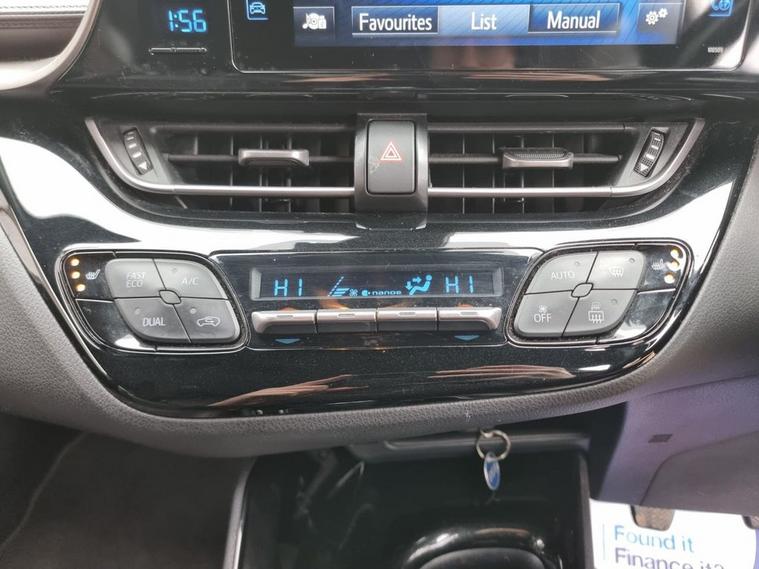 1:56
Favourites List Manual
FAST ECO A/C
DUAL
HI nanoe HI
AUTO
OFF
Found it
Finance it?